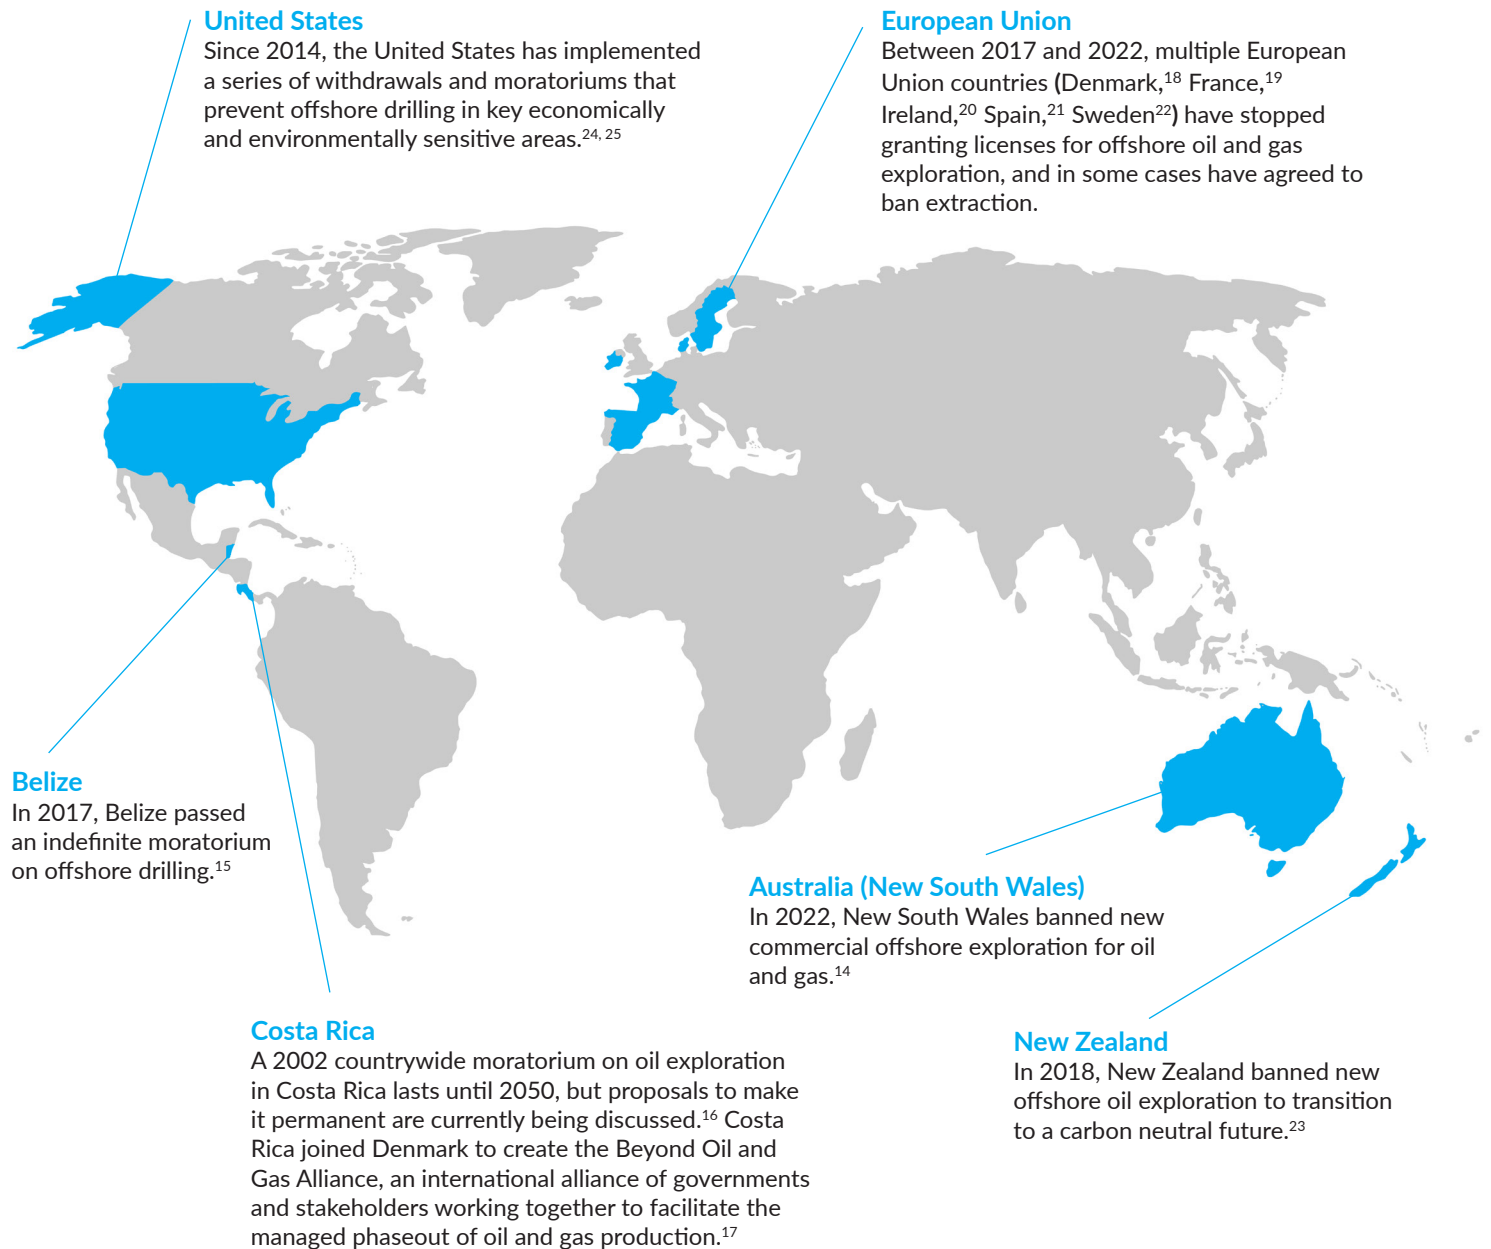 United States
Since 2014, the United States has implemented
a series of withdrawals and moratoriums that
prevent offshore drilling in key economically
and environmentally sensitive areas.24, 25
European Union
Between 2017 and 2022, multiple European
Union countries (Denmark,18 France,19
Ireland,20 Spain,21 Sweden22) have stopped
granting licenses for offshore oil and gas
exploration, and in some cases have agreed to
ban extraction.
Belize
In 2017, Belize passed
an indefinite moratorium
on offshore drilling.15
Australia (New South Wales)
In 2022, New South Wales banned new
commercial offshore exploration for oil
and gas.14
Costa Rica
A 2002 countrywide moratorium on oil exploration
in Costa Rica lasts until 2050, but proposals to make
it permanent are currently being discussed.16 Costa
Rica joined Denmark to create the Beyond Oil and
Gas Alliance, an international alliance of governments
and stakeholders working together to facilitate the
managed phaseout of oil and gas production.17
New Zealand
In 2018, New Zealand banned new
offshore oil exploration to transition
to a carbon neutral future.23